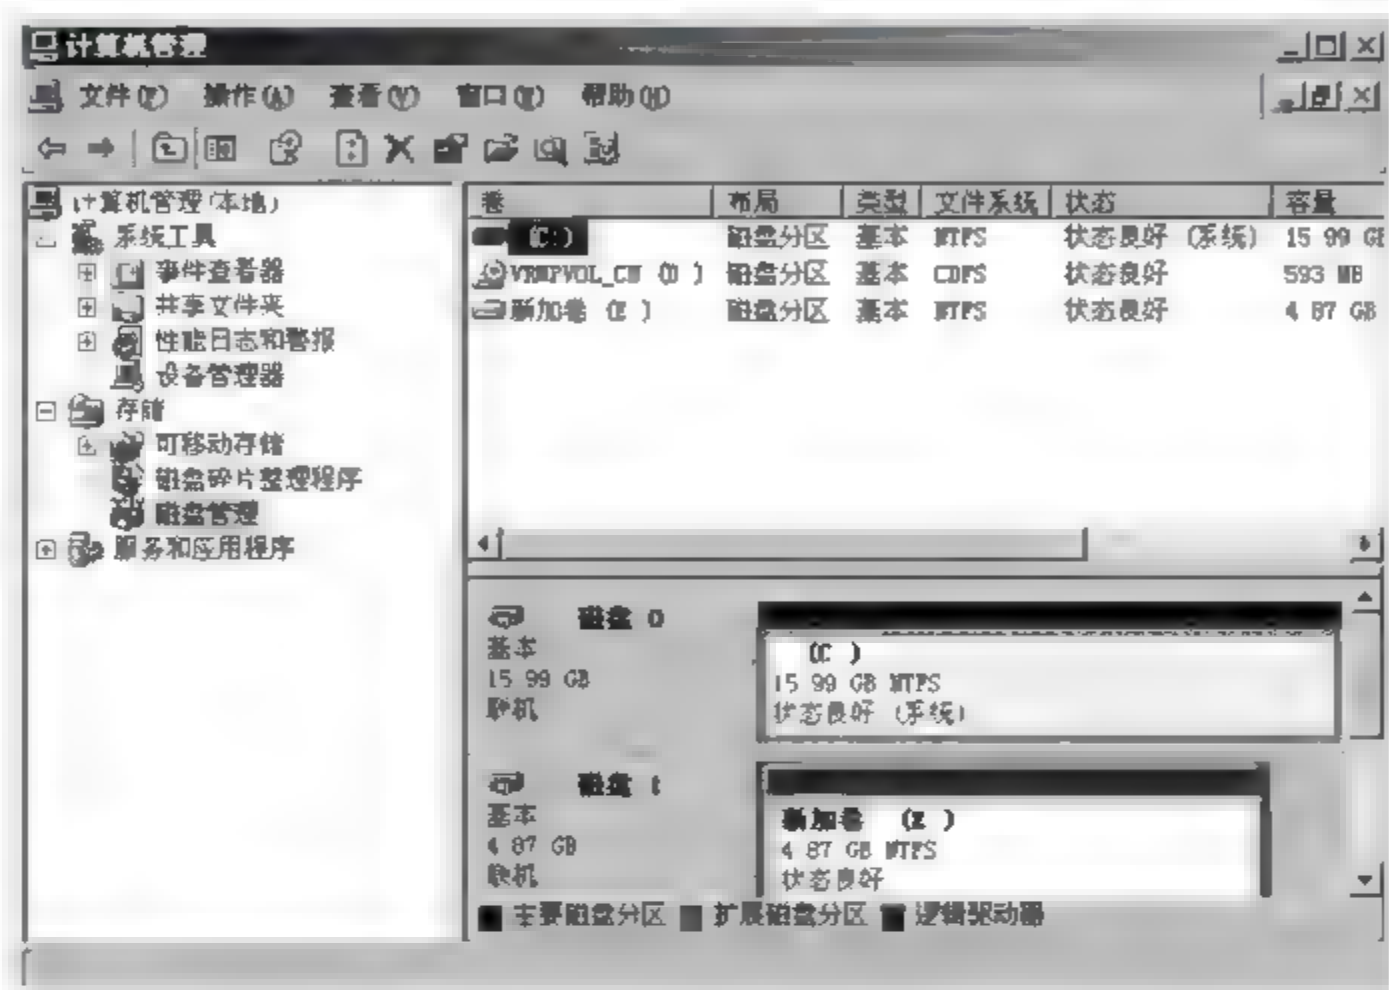 计算机管理
文件(F) 操作(A) 查看(V) 窗口(W) 帮助(H)
计算机管理(本地)
系统工具
事件查看器
共享文件夹
性能日志和警报
设备管理器
存储
可移动存储
磁盘碎片整理程序
磁盘管理
服务和应用程序
卷 布局 类型 文件系统 状态 容量
(C:) 磁盘分区 基本 NTFS 状态良好 (系统) 15 99 GB
VRMPVOL_CN (D ) 磁盘分区 基本 CDFS 状态良好 593 MB
新加卷 (E ) 磁盘分区 基本 NTFS 状态良好 4 87 GB
磁盘 0
基本
15 99 GB
联机
(C )
15 99 GB NTFS
状态良好 (系统)
磁盘 1
基本
4 87 GB
联机
新加卷 (E )
4 87 GB NTFS
状态良好
主要磁盘分区 扩展磁盘分区 逻辑驱动器